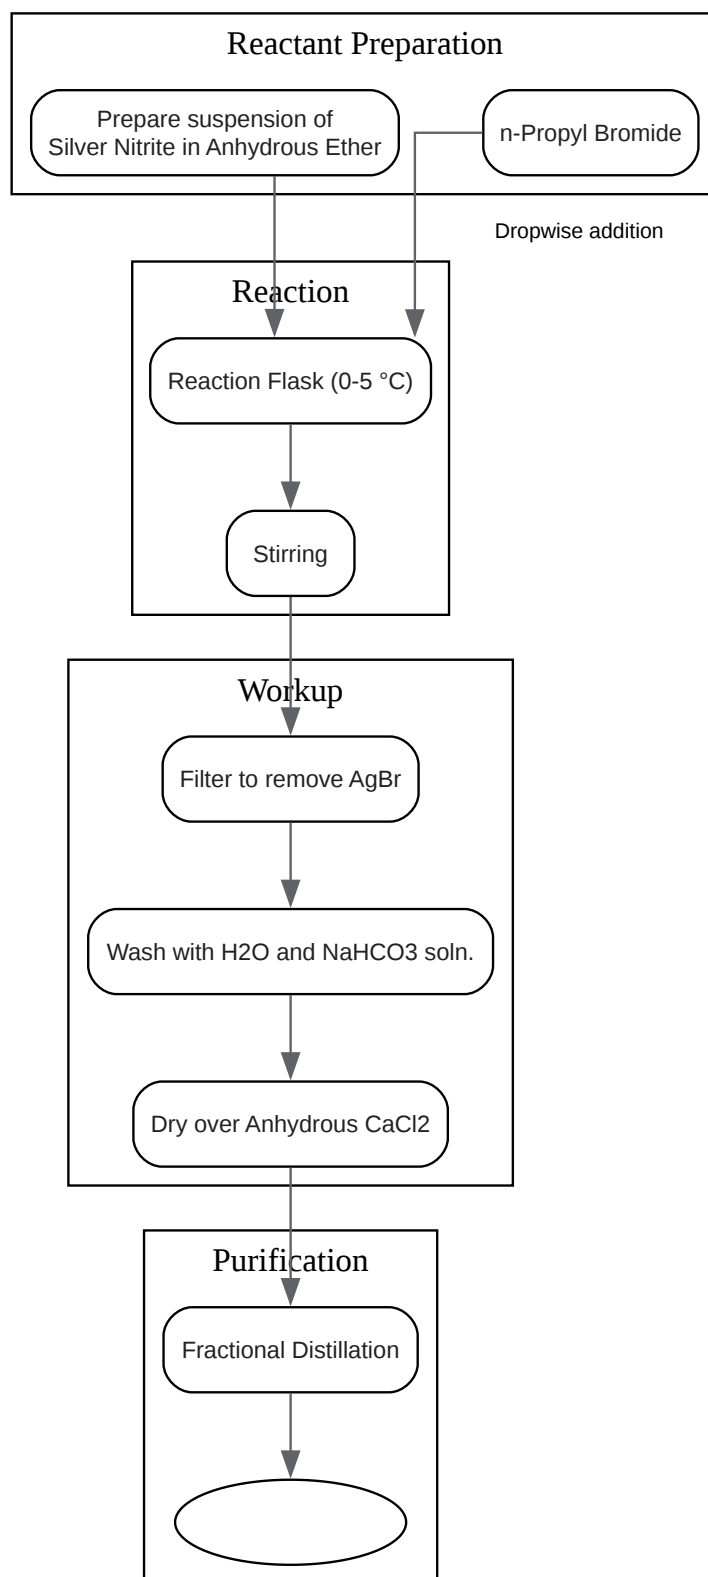 Reactant Preparation
Prepare suspension of
Silver Nitrite in Anhydrous Ether
n-Propyl Bromide
Dropwise addition
Reaction
Reaction Flask (0-5 °C)
Stirring
Workup
Filter to remove AgBr
Wash with H2O and NaHCO3 soln.
Dry over Anhydrous CaCl2
Purification
Fractional Distillation